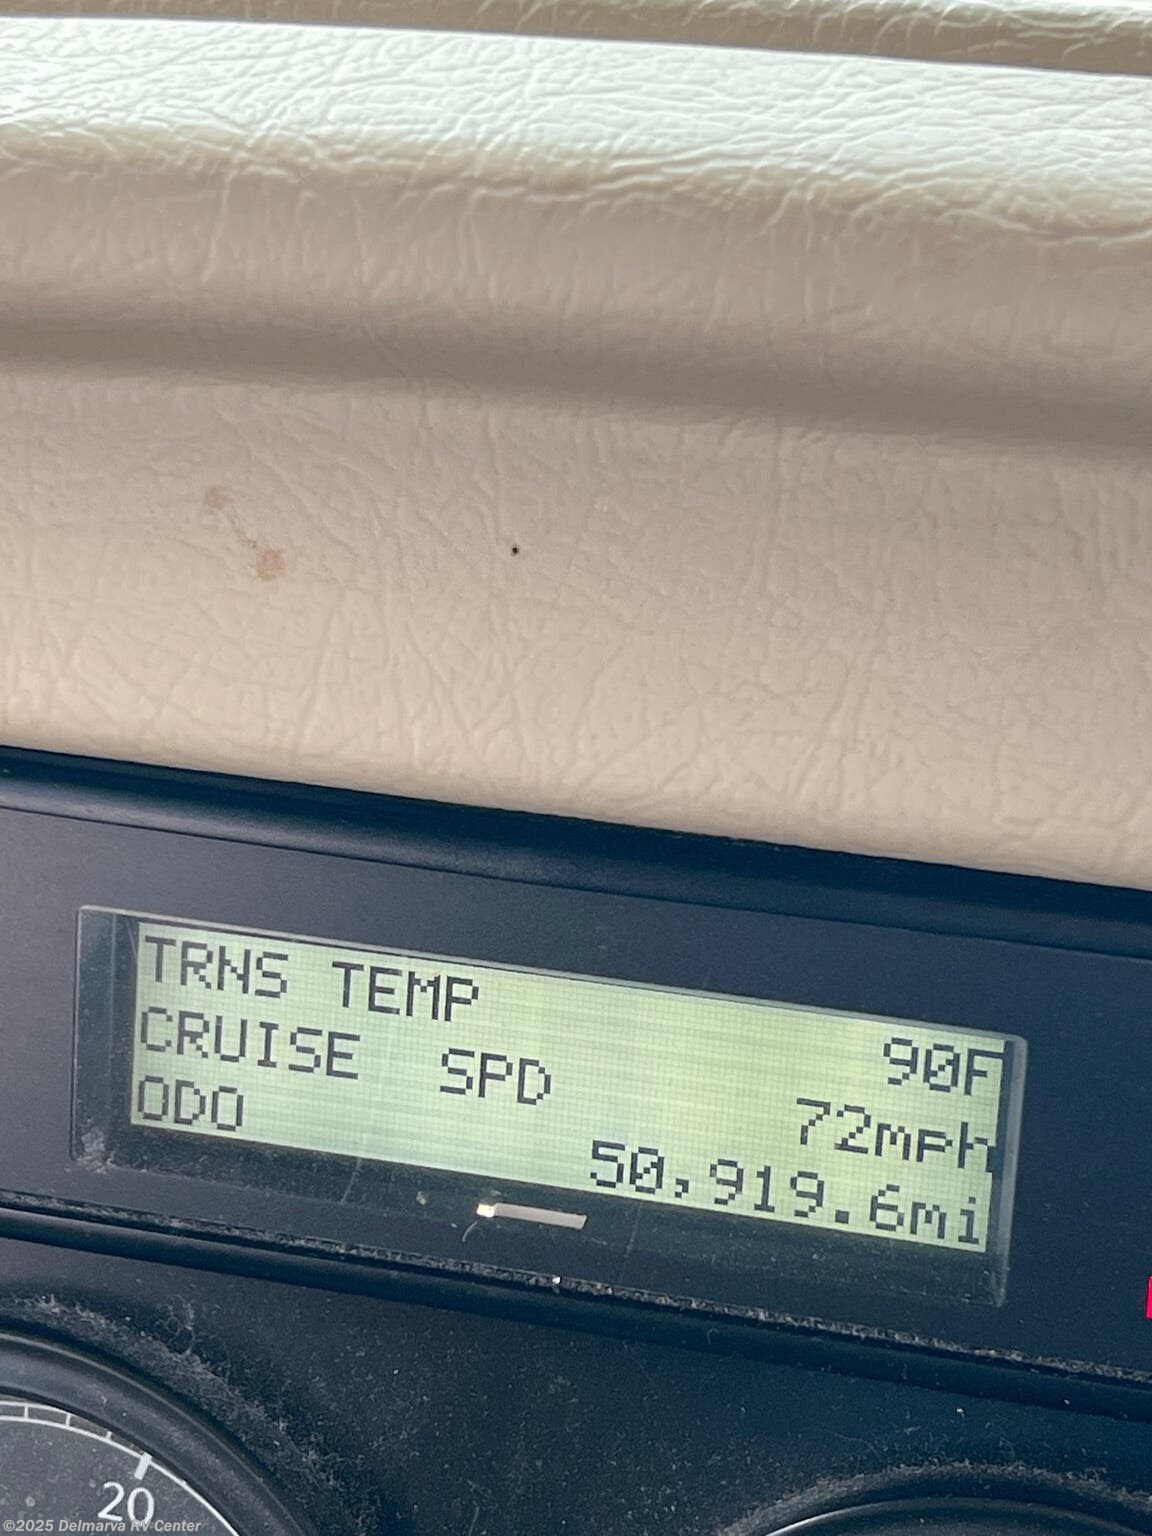 TRNS TEMP 90F
CRUISE SPD 72mph
ODO 50,919.6mi
20
©2025 Delmarva RV Center